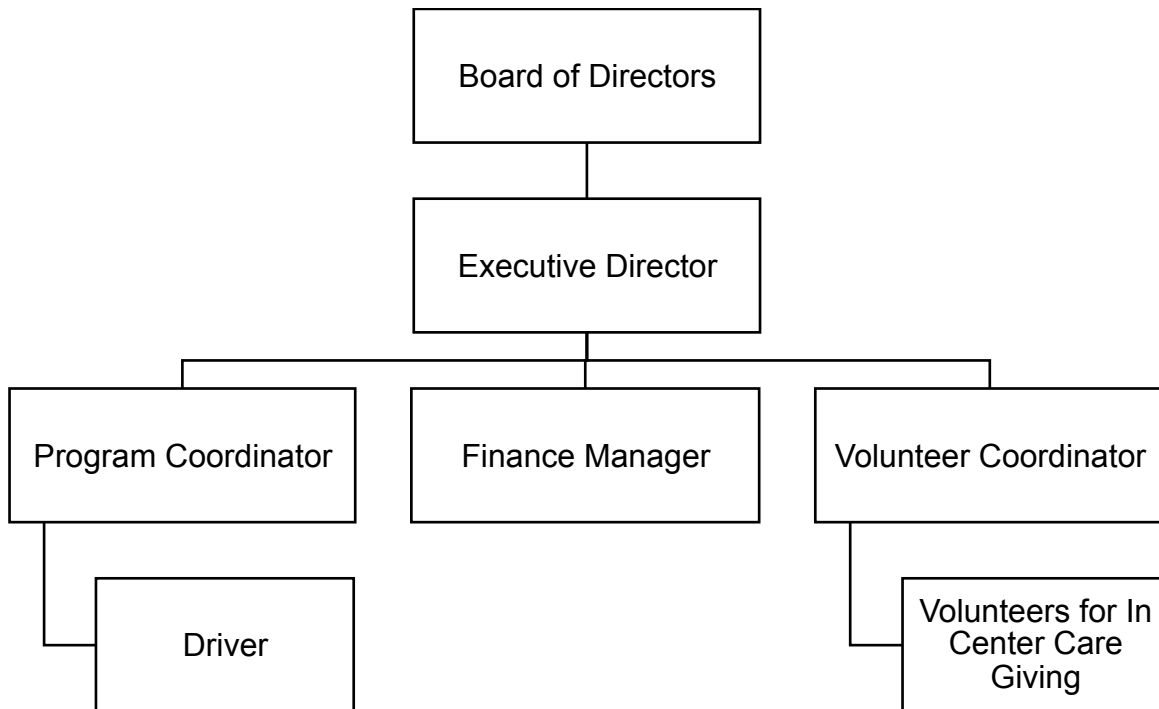 Board of Directors
Executive Director
Program Coordinator
Finance Manager
Volunteer Coordinator
Driver
Volunteers for In
Center Care
Giving